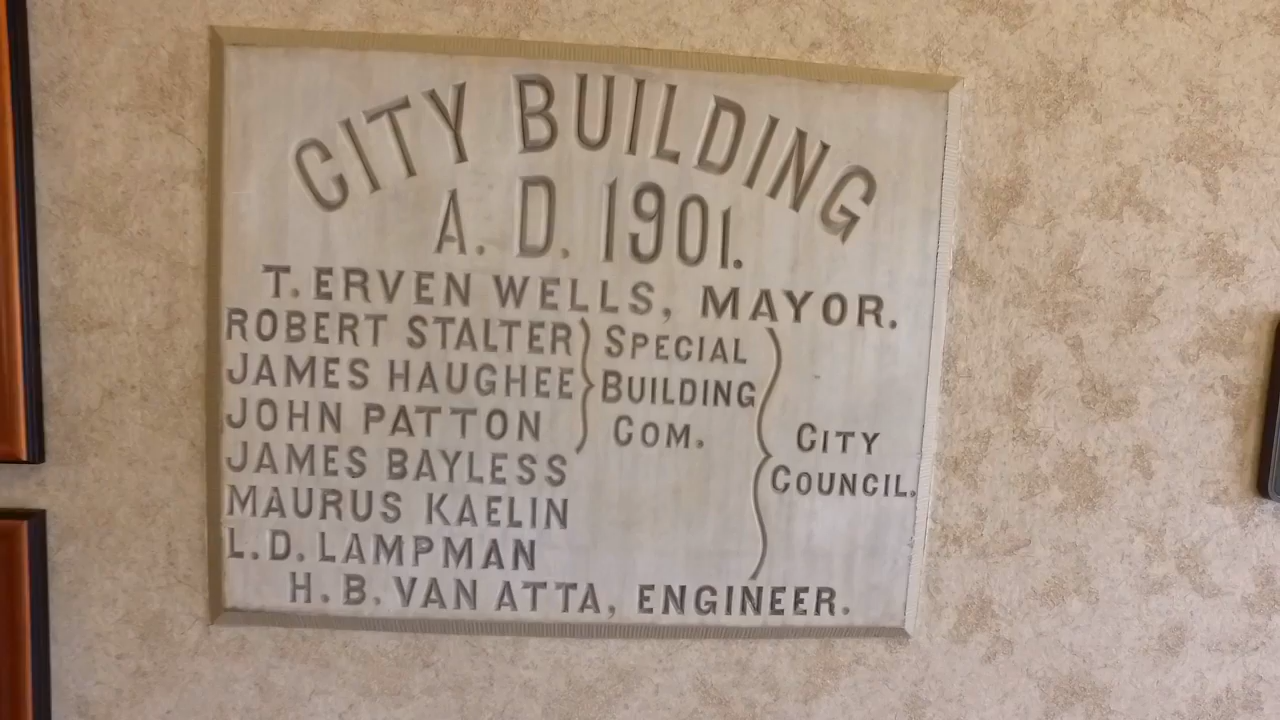 CITY BUILDING
A. D. 1901.
T. ERVEN WELLS, MAYOR.
ROBERT STALTER
JAMES HAUGHEE
JOHN PATTON
SPECIAL
BUILDING
COM.
JAMES BAYLESS
MAURUS KAELIN
L. D. LAMPMAN
CITY
COUNCIL.
H. B. VAN ATTA, ENGINEER.